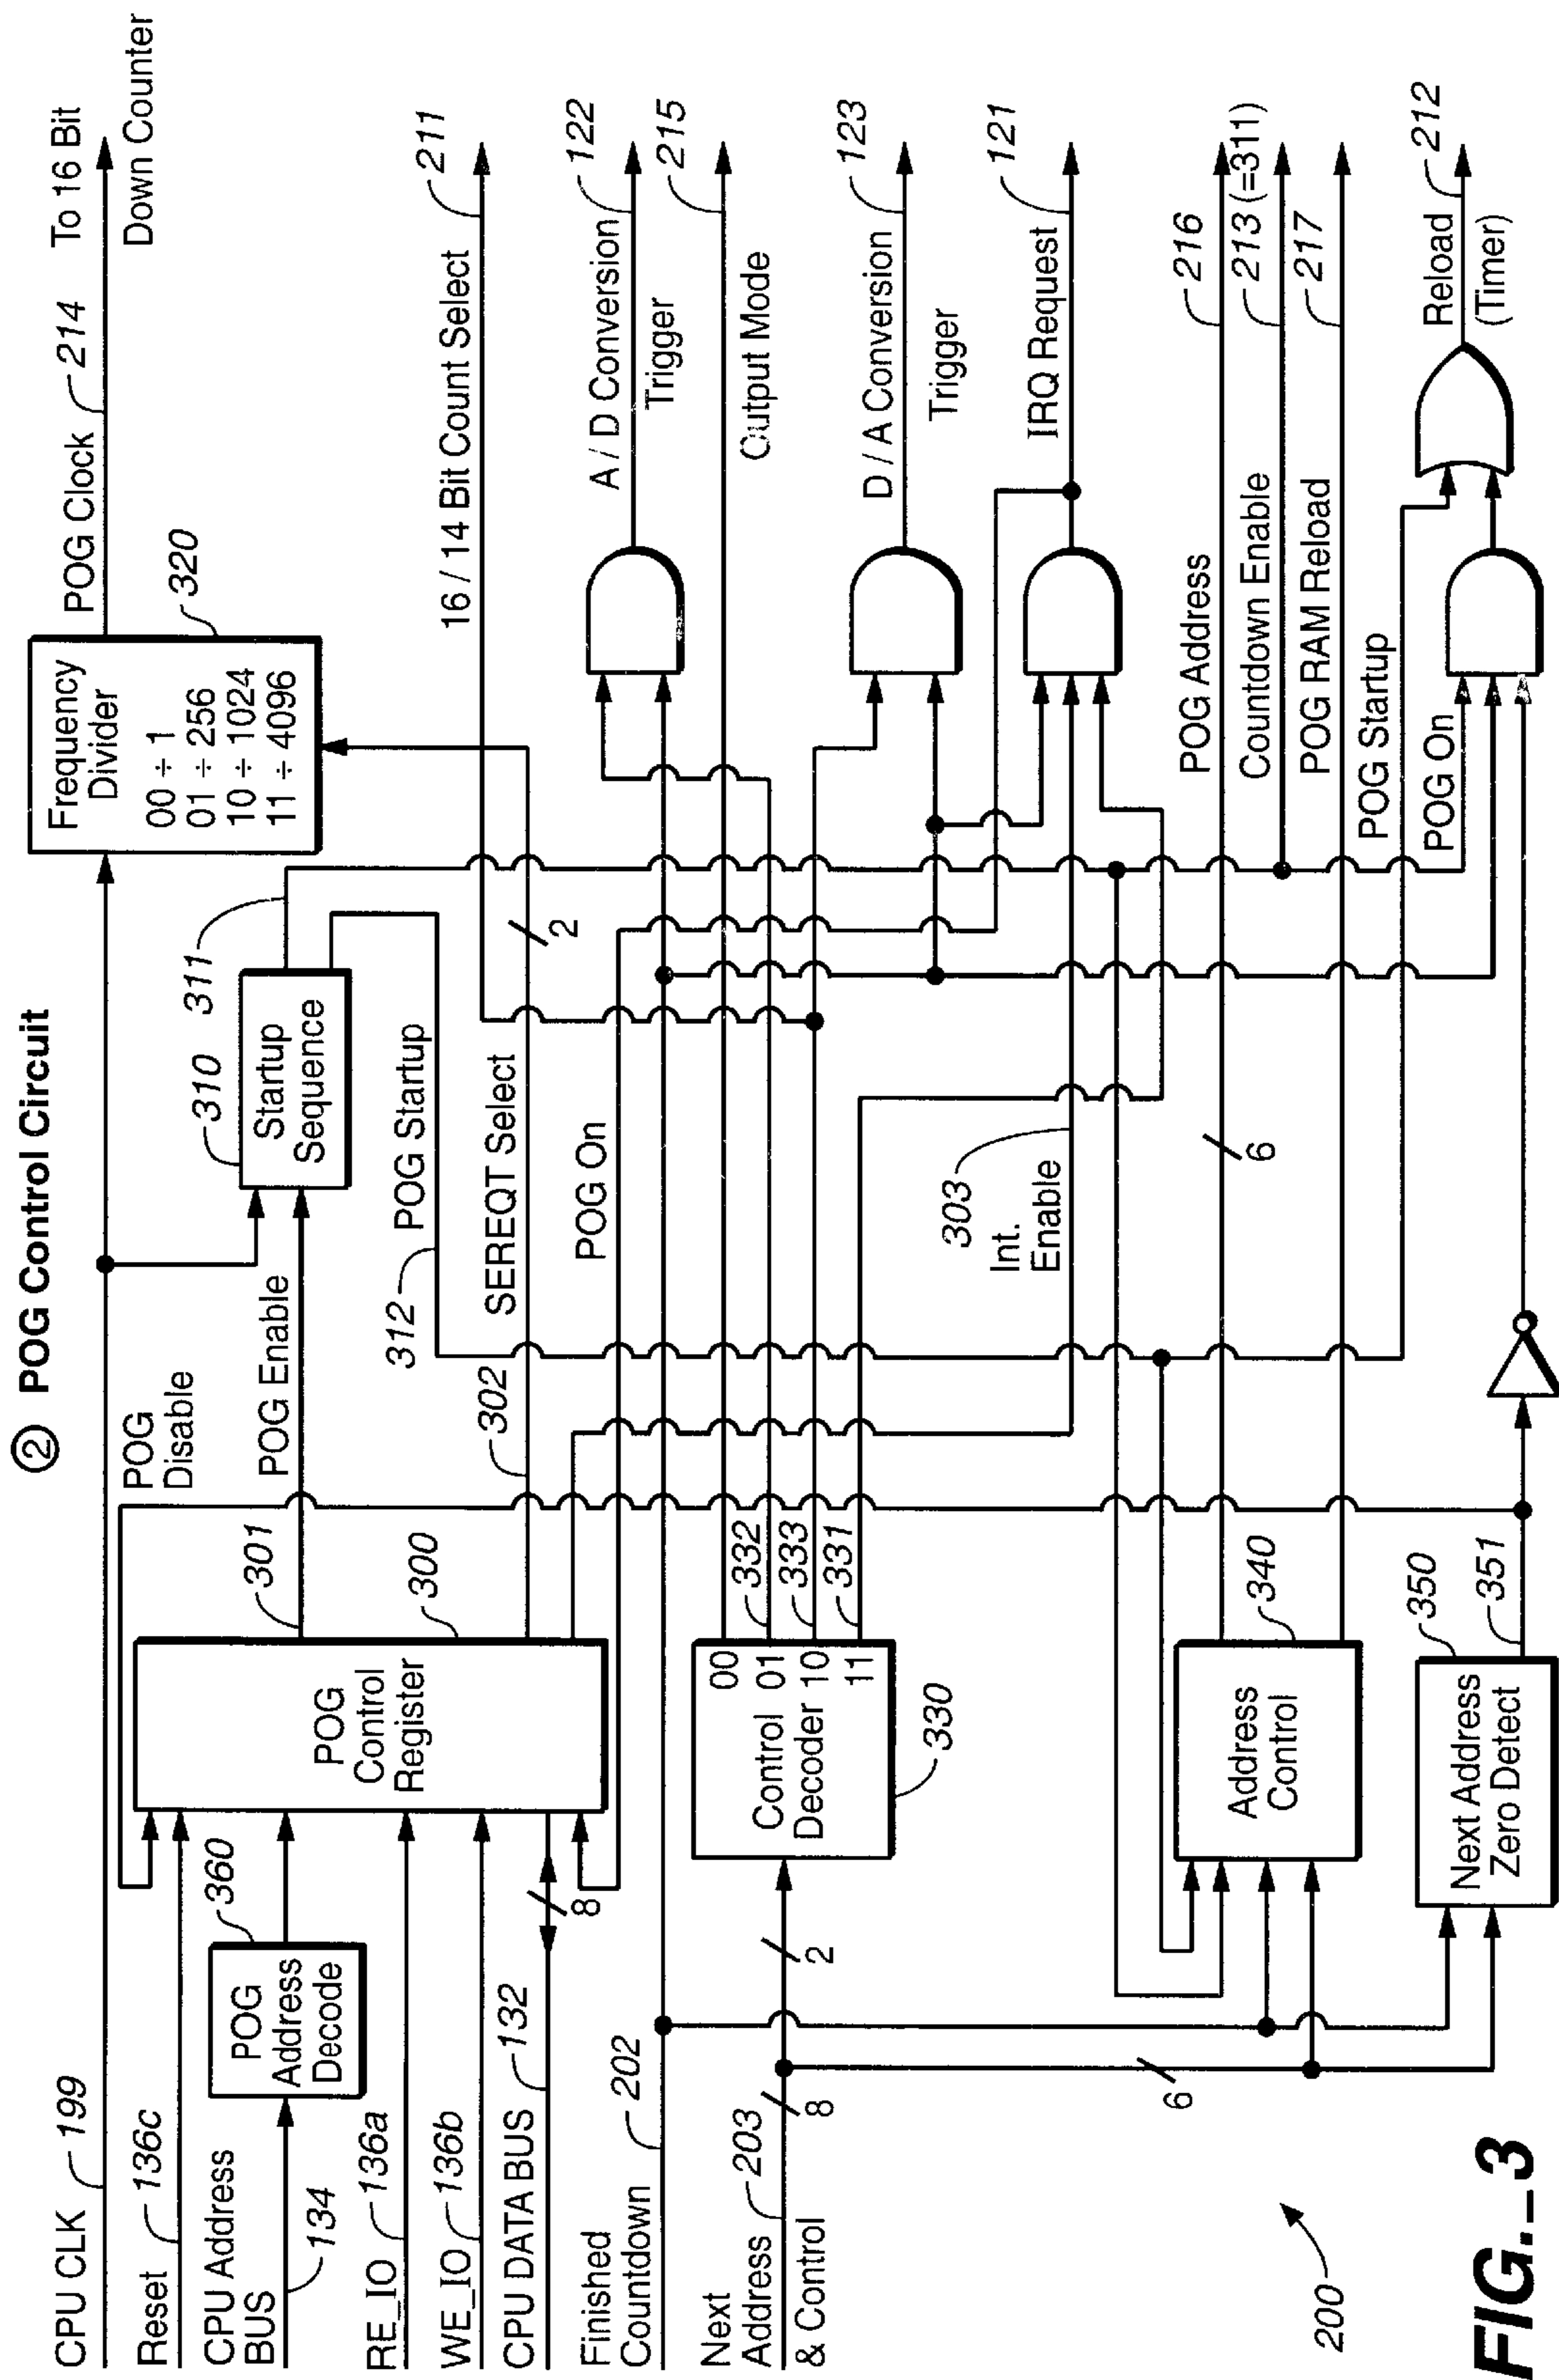 ② POG Control Circuit
CPU CLK 199
Reset 136c
CPU Address
BUS
134
RE_IO 136a
WE_IO 136b
CPU DATA BUS 132
8
Finished
Countdown
202
Next
Address
& Control
203
8
2
6
POG
Address
Decode
360
POG
Control
Register
300
301
POG
Disable
POG Enable
302
SEREQT Select
2
Startup
Sequence
310
311
312
POG Startup
POG On
Frequency
Divider
00 ÷ 1
01 ÷ 256
10 ÷ 1024
11 ÷ 4096
320
POG Clock
214
To 16 Bit
Down Counter
16 / 14 Bit Count Select
211
Control
Decoder
00
01
10
11
330
332
333
331
A / D Conversion
Trigger
122
Output Mode
215
D / A Conversion
Trigger
123
303
Int.
Enable
IRQ Request
121
Address
Control
340
6
POG Address
216
Countdown Enable
213 (=311)
POG RAM Reload
217
POG Startup
POG On
Next Address
Zero Detect
350
351
Reload
(Timer)
212
200
FIG._3